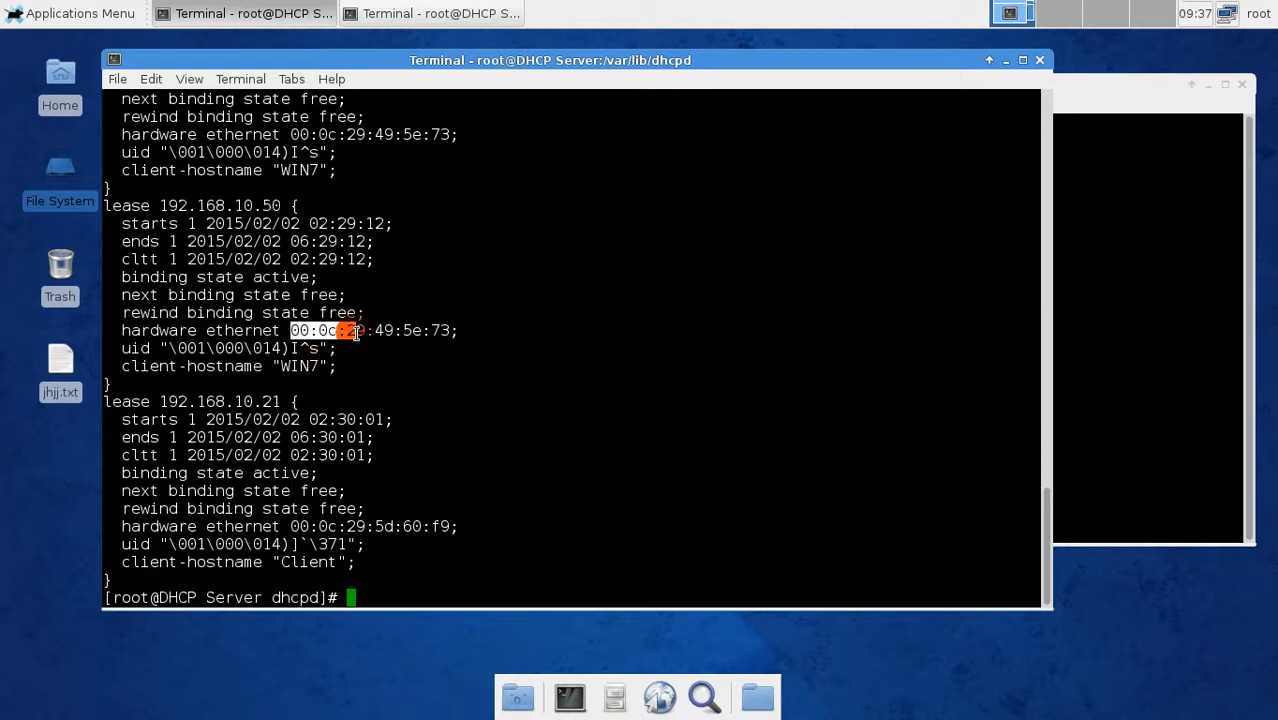 Applications Menu
Terminal - root@DHCP S...
Terminal - root@DHCP S...
09:37
root
Terminal - root@DHCP Server:/var/lib/dhcpd
File Edit View Terminal Tabs Help
Home
File System
Trash
jhjj.txt
next binding state free;
rewind binding state free;
hardware ethernet 00:0c:29:49:5e:73;
uid "\001\000\014)I^s";
client-hostname "WIN7";
}
lease 192.168.10.50 {
starts 1 2015/02/02 02:29:12;
ends 1 2015/02/02 06:29:12;
cltt 1 2015/02/02 02:29:12;
binding state active;
next binding state free;
rewind binding state free;
hardware ethernet 00:0c:29:49:5e:73;
uid "\001\000\014)I^s";
client-hostname "WIN7";
}
lease 192.168.10.21 {
starts 1 2015/02/02 02:30:01;
ends 1 2015/02/02 06:30:01;
cltt 1 2015/02/02 02:30:01;
binding state active;
next binding state free;
rewind binding state free;
hardware ethernet 00:0c:29:5d:60:f9;
uid "\001\000\014)]`\371";
client-hostname "Client";
}
[root@DHCP Server dhcpd]#